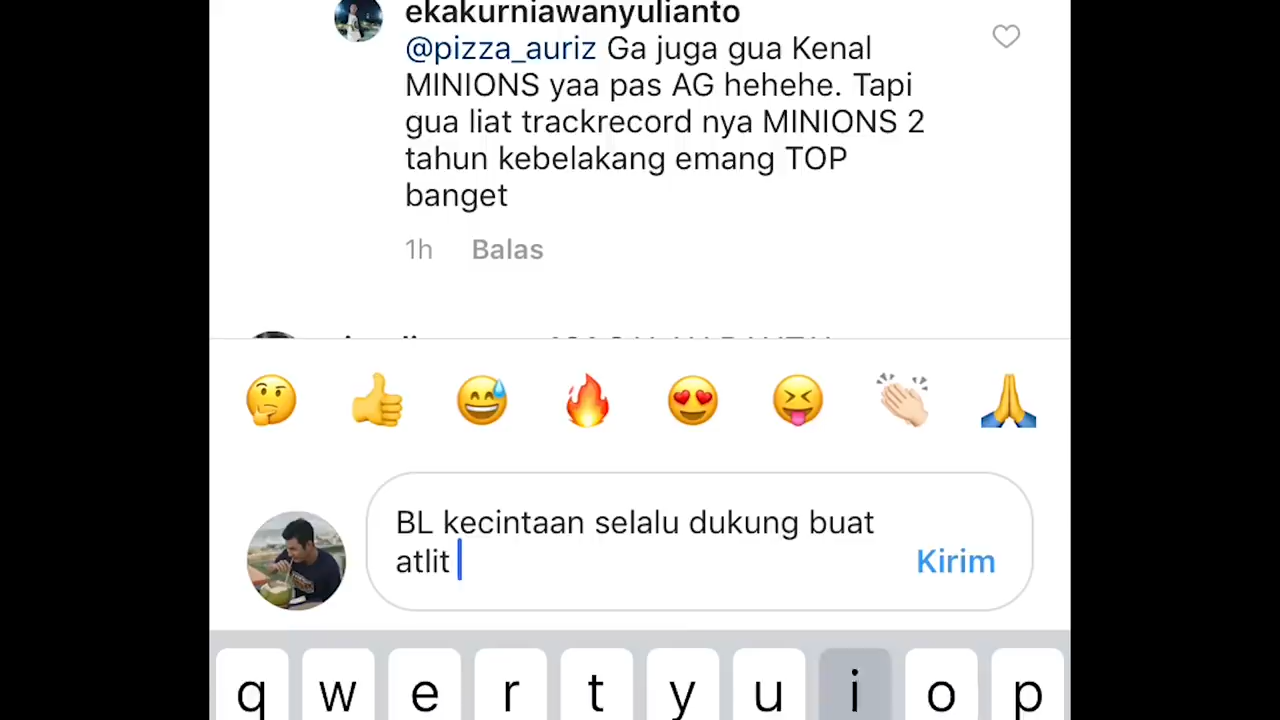 ekakurniawanyulianto
@pizza_auriz Ga juga gua Kenal
MINIONS yaa pas AG hehehe. Tapi
gua liat trackrecord nya MINIONS 2
tahun kebelakang emang TOP
banget
1h Balas
BL kecintaan selalu dukung buat
atlit
Kirim
q w e r t y u i o p